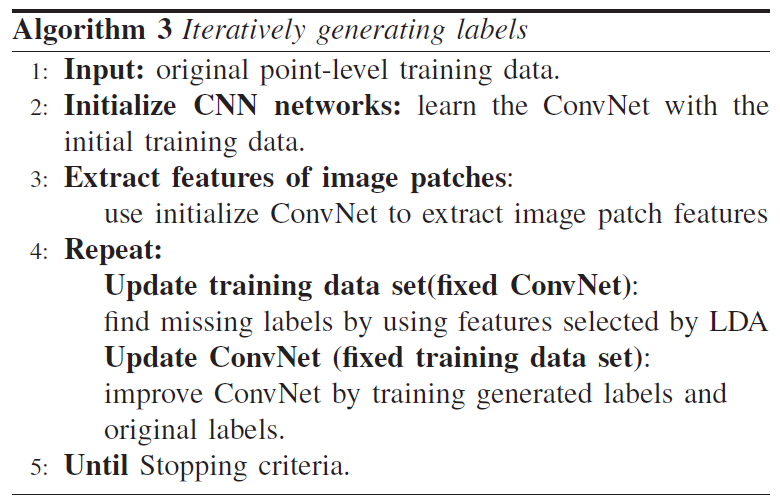 Algorithm 3 Iteratively generating labels
1: Input: original point-level training data.
2: Initialize CNN networks: learn the ConvNet with the
initial training data.
3: Extract features of image patches:
use initialize ConvNet to extract image patch features
4: Repeat:
Update training data set(fixed ConvNet):
find missing labels by using features selected by LDA
Update ConvNet (fixed training data set):
improve ConvNet by training generated labels and
original labels.
5: Until Stopping criteria.